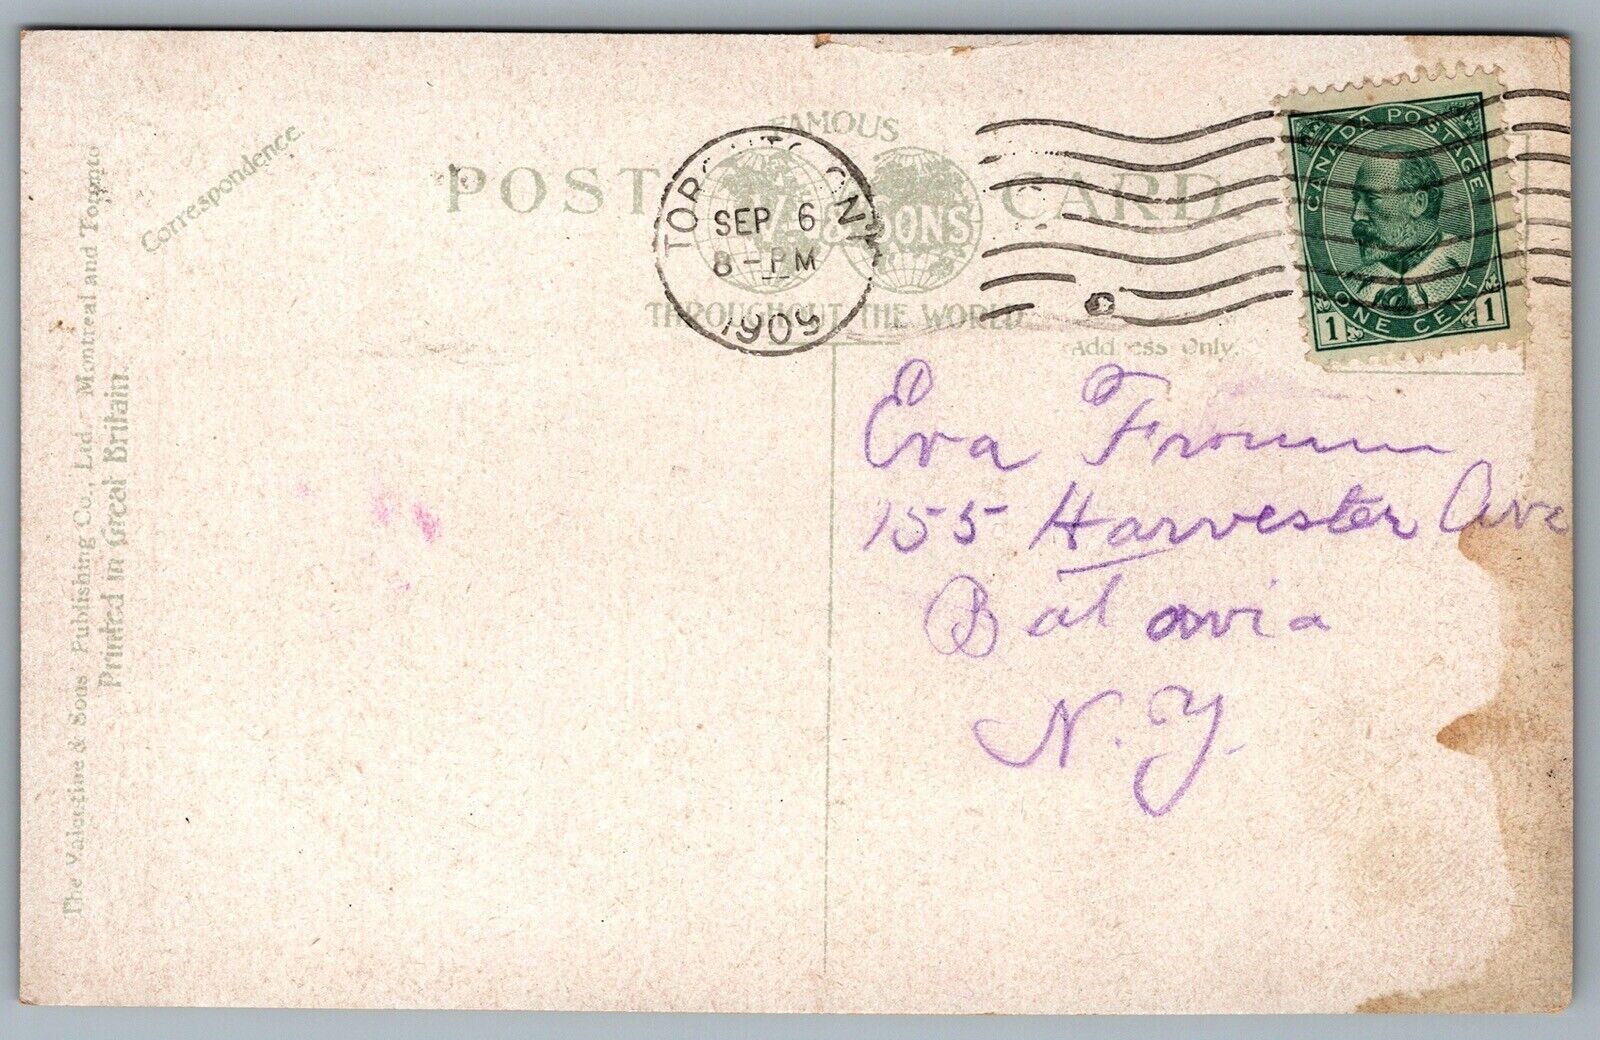 The Valentine & Sons' Publishing Co., Ltd. Montreal and Toronto
Printed in Great Britain.
Correspondence.
FAMOUS
POST CARD
& SONS
THROUGHOUT THE WORLD
Address Only.
TORONTO ONT.
SEP 6
8-PM
1909
CANADA POSTAGE
1 ONE CENT 1
Eva Fromm
155 Harvester Ave
Batavia
N.Y.